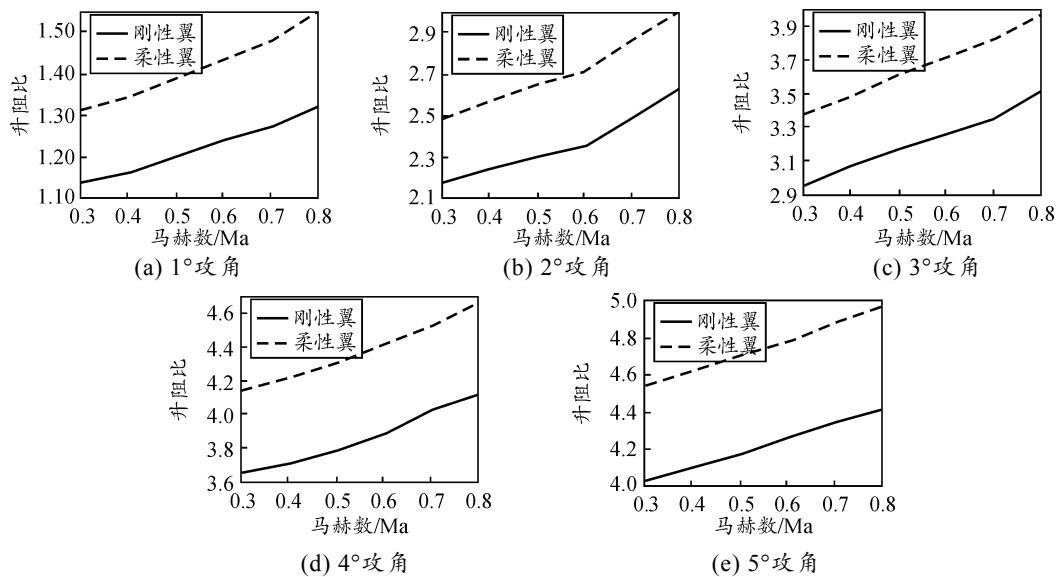 升阻比
1.50
1.40
1.30
1.20
1.10
刚性翼
柔性翼
0.3 0.4 0.5 0.6 0.7 0.8
马赫数/Ma
(a) 1°攻角
升阻比
2.9
2.7
2.5
2.3
2.1
刚性翼
柔性翼
0.3 0.4 0.5 0.6 0.7 0.8
马赫数/Ma
(b) 2°攻角
升阻比
3.9
3.7
3.5
3.3
3.1
2.9
刚性翼
柔性翼
0.3 0.4 0.5 0.6 0.7 0.8
马赫数/Ma
(c) 3°攻角
升阻比
4.6
4.4
4.2
4.0
3.8
3.6
刚性翼
柔性翼
0.3 0.4 0.5 0.6 0.7 0.8
马赫数/Ma
(d) 4°攻角
升阻比
5.0
4.8
4.6
4.4
4.2
4.0
刚性翼
柔性翼
0.3 0.4 0.5 0.6 0.7 0.8
马赫数/Ma
(e) 5°攻角